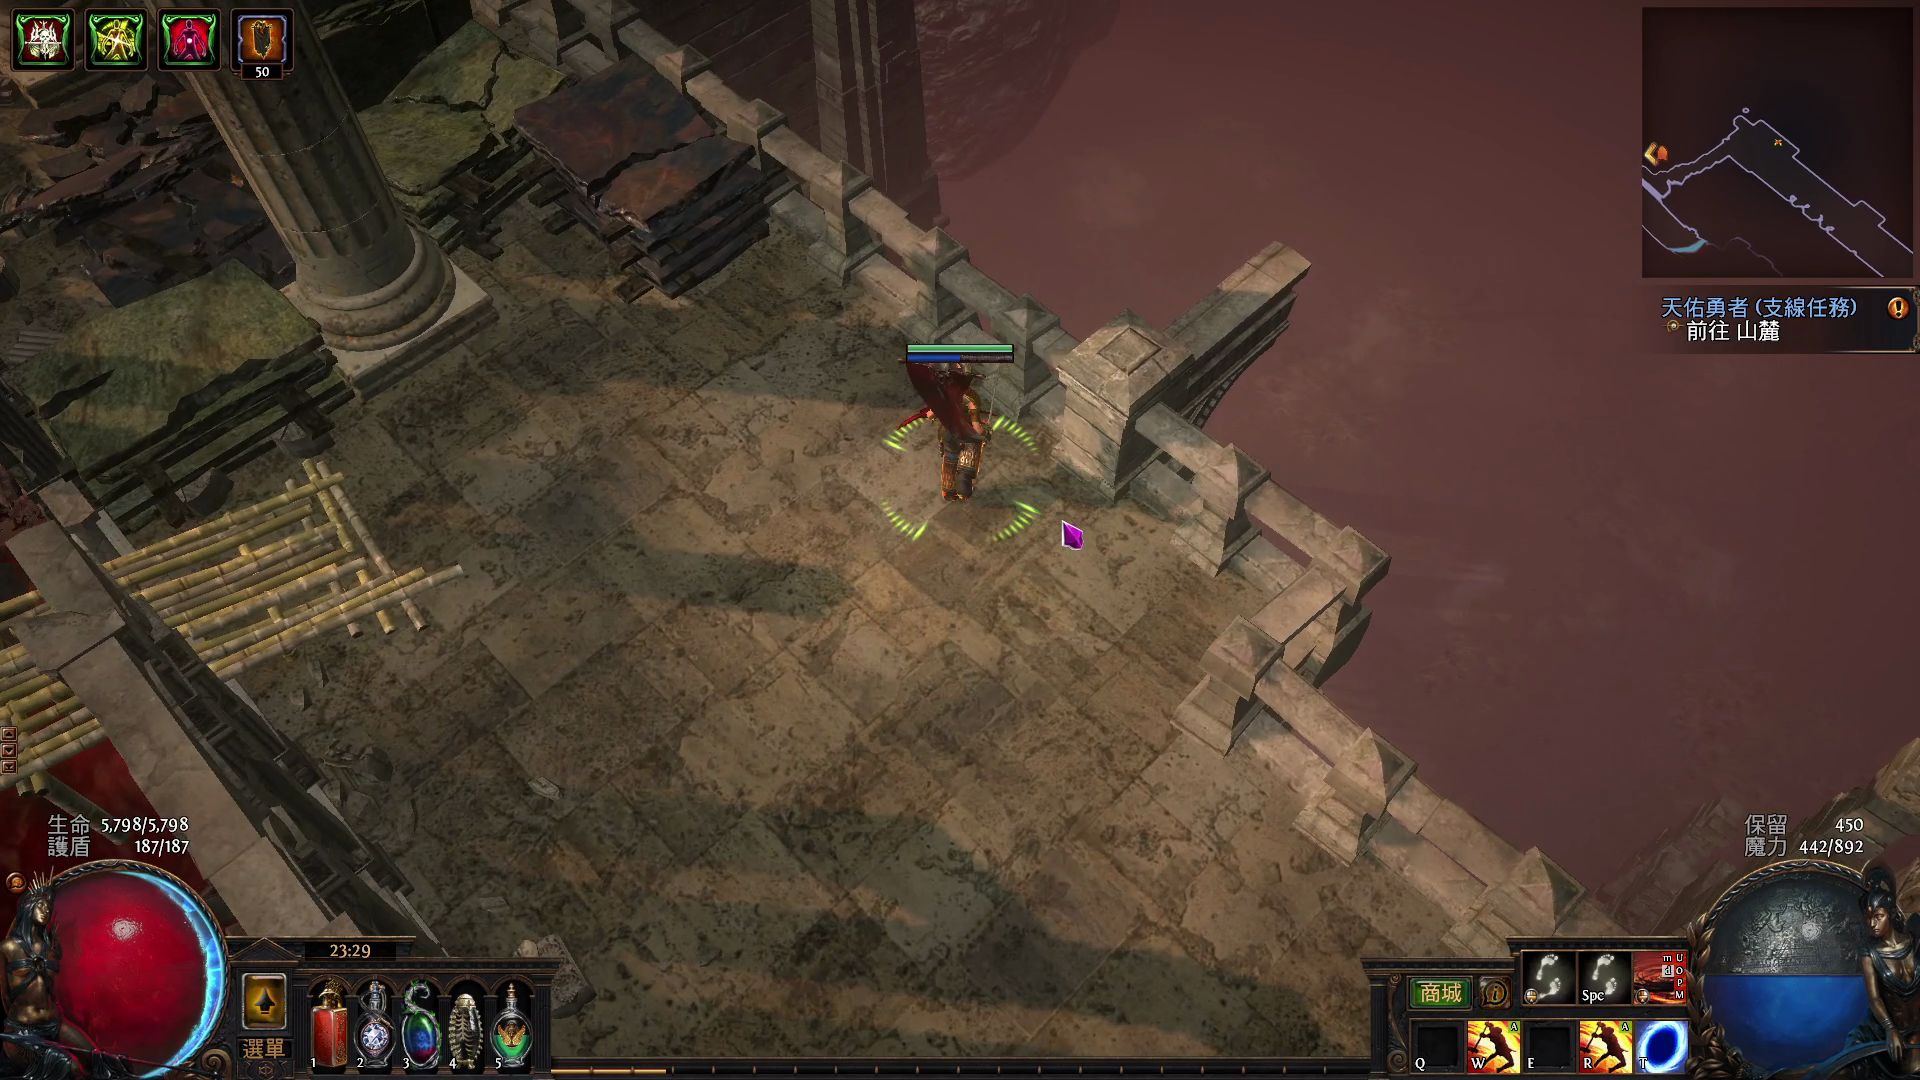 50
天佑勇者 (支線任務)
前往 山麓
生命 5,798/5,798
護盾 187/187
保留 450
魔力 442/892
23:29
選單
1 2 3 4 5
商城
Spc
m U
d O
P
M
Q W A E R A T